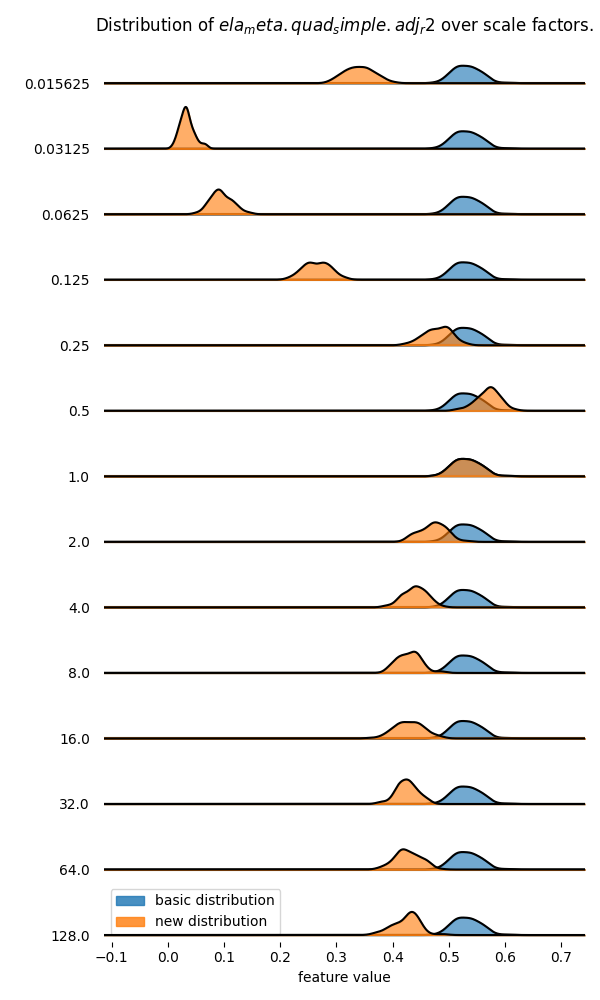 Distribution of ela_meta.quad_simple.adj_r2 over scale factors.
0.015625
0.03125
0.0625
0.125
0.25
0.5
1.0
2.0
4.0
8.0
16.0
32.0
64.0
128.0
basic distribution
new distribution
−0.1 0.0 0.1 0.2 0.3 0.4 0.5 0.6 0.7
feature value